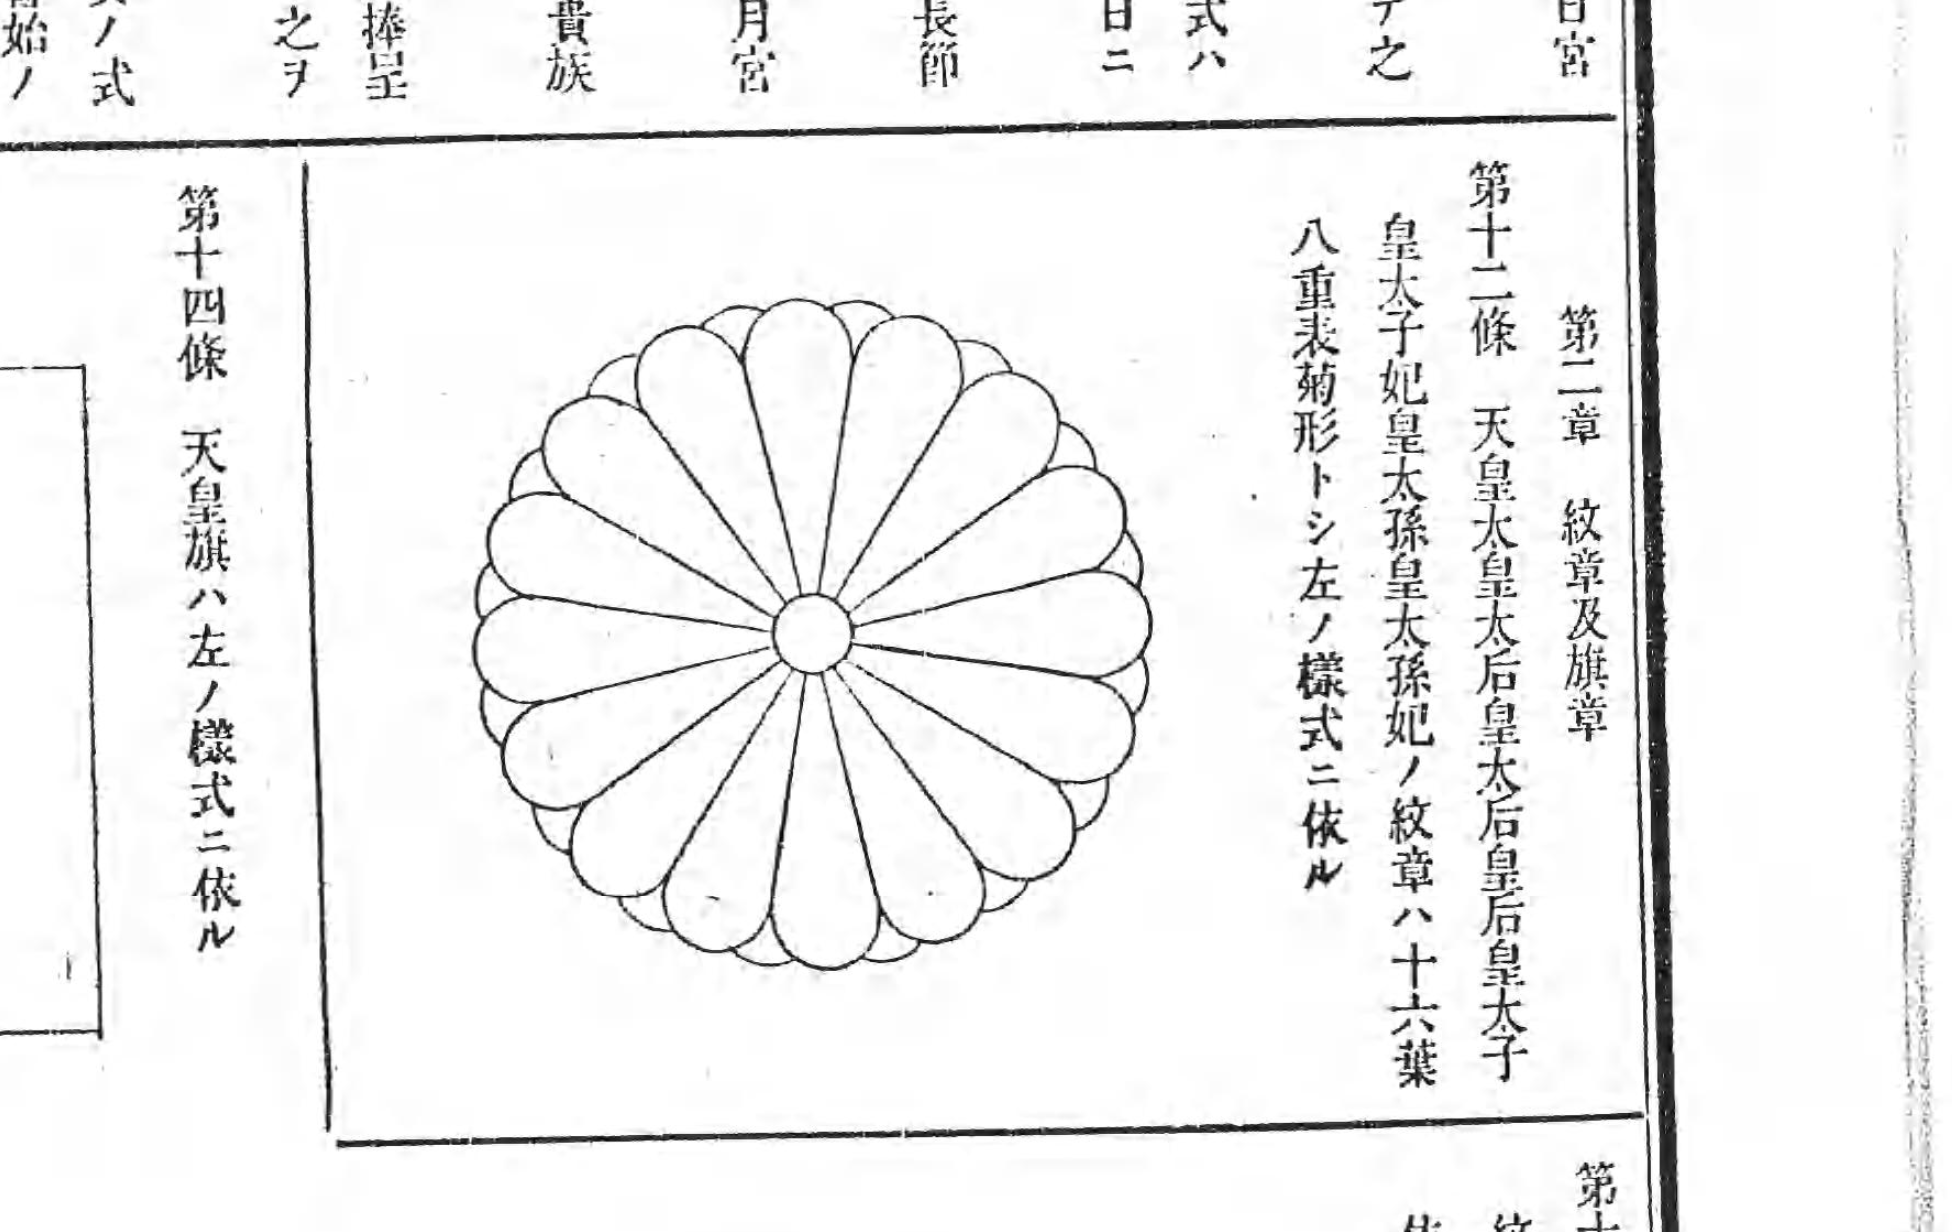 日宮
テ之
式ハ
日ニ
長節
月宮
貴族
捧呈
之ヲ
ノ式
始ノ
第二章　紋章及旗章
第十二條　天皇太皇太后皇太后皇后皇太子
皇太子妃皇太孫皇太孫妃ノ紋章ハ十六葉
八重表菊形トシ左ノ樣式ニ依ル
第十四條　天皇旗ハ左ノ樣式ニ依ル
第十
紋
依